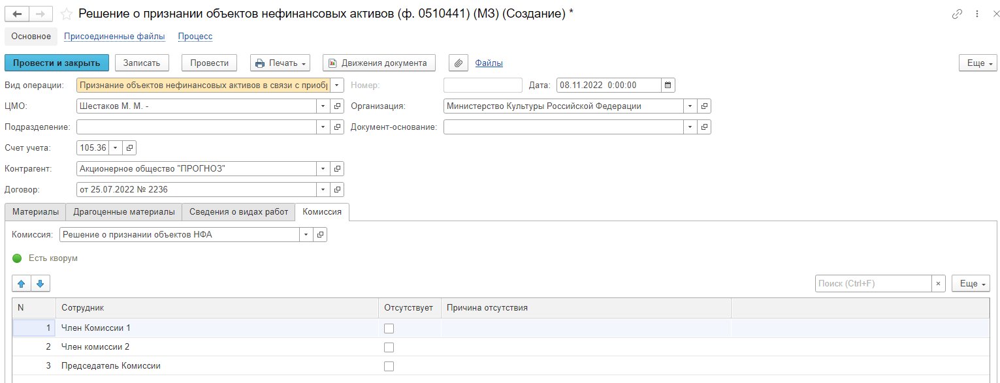 Решение о признании объектов нефинансовых активов (ф. 0510441) (МЗ) (Создание) *
Основное Присоединенные файлы Процесс
Провести и закрыть Записать Провести Печать Движения документа Файлы Еще
Вид операции: Признание объектов нефинансовых активов в связи с приоб Номер: Дата: 08.11.2022 0:00:00
ЦМО: Шестаков М. М. - Организация: Министерство Культуры Российской Федерации
Подразделение: Документ-основание:
Счет учета: 105.36
Контрагент: Акционерное общество "ПРОГНОЗ"
Договор: от 25.07.2022 № 2236
Материалы Драгоценные материалы Сведения о видах работ Комиссия
Комиссия: Решение о признании объектов НФА
Есть кворум
Поиск (Ctrl+F) × Еще
N Сотрудник Отсутствует Причина отсутствия
1 Член Комиссии 1
2 Член комиссии 2
3 Председатель Комиссии